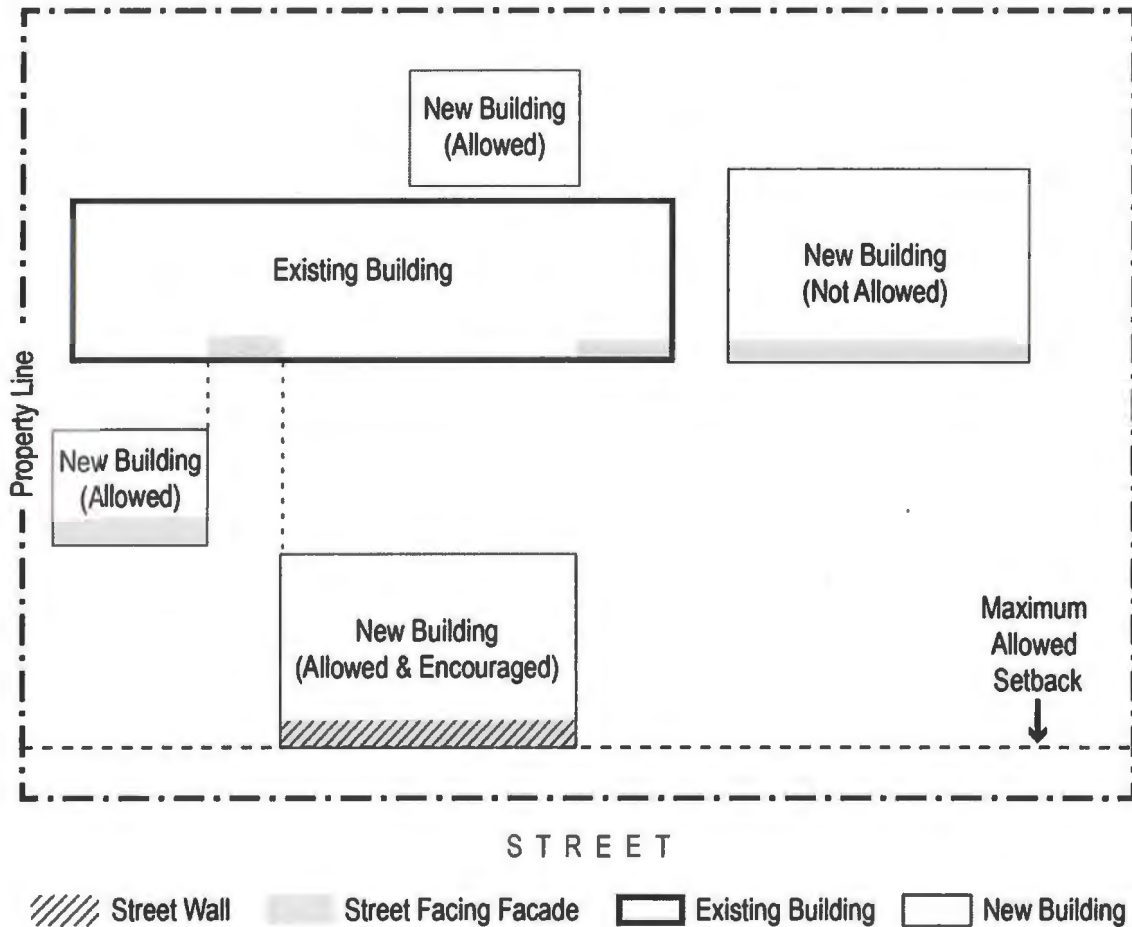 New Building
(Allowed)
Existing Building
New Building
(Not Allowed)
Property Line
New Building
(Allowed)
New Building
(Allowed & Encouraged)
Maximum
Allowed
Setback
STREET
Street Wall
Street Facing Facade
Existing Building
New Building